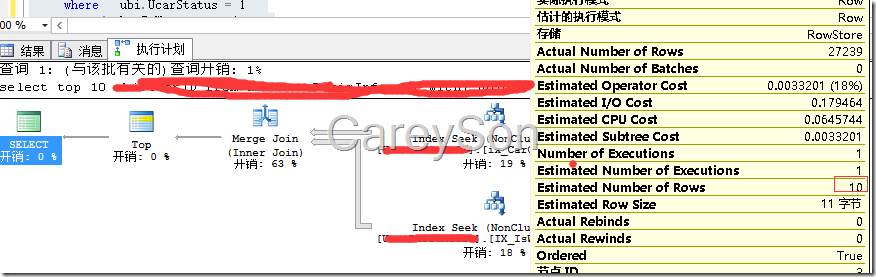 where ubi.UcarStatus = 1
00 %
结果 消息 执行计划
查询 1: (与该批有关的)查询开销: 1%
select top 10
SELECT
开销: 0 %
Top
开销: 0 %
Merge Join
(Inner Join)
开销: 63 %
Index Seek (NonClu
].[IX_CarC
开销: 19 %
Index Seek (NonClu
].[IX_IsW
开销: 18 %
CareySon
实际执行模式 Row
估计的执行模式 Row
存储 RowStore
Actual Number of Rows 27239
Actual Number of Batches 0
Estimated Operator Cost 0.0033201 (18%)
Estimated I/O Cost 0.179464
Estimated CPU Cost 0.0645744
Estimated Subtree Cost 0.0033201
Number of Executions 1
Estimated Number of Executions 1
Estimated Number of Rows 10
Estimated Row Size 11 字节
Actual Rebinds 0
Actual Rewinds 0
Ordered True
节点 ID 3